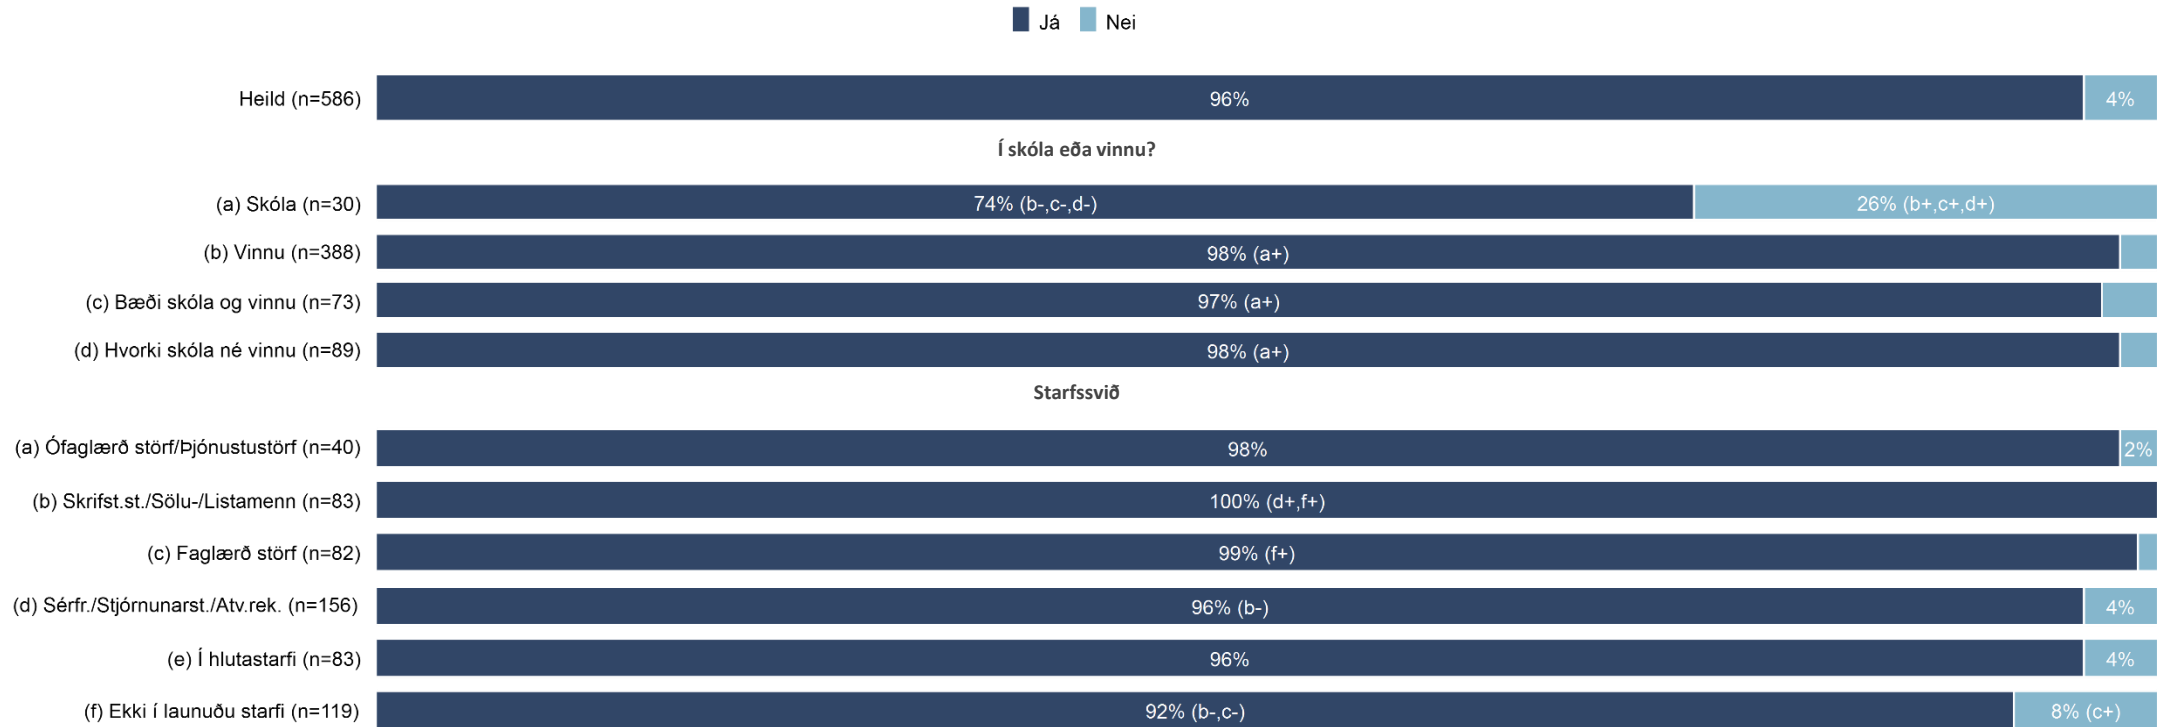 Já Nei
Heild (n=586) 96% 4%
Í skóla eða vinnu?
(a) Skóla (n=30) 74% (b-,c-,d-) 26% (b+,c+,d+)
(b) Vinnu (n=388) 98% (a+)
(c) Bæði skóla og vinnu (n=73) 97% (a+)
(d) Hvorki skóla né vinnu (n=89) 98% (a+)
Starfssvið
(a) Ófaglærð störf/Þjónustustörf (n=40) 98% 2%
(b) Skrifst.st./Sölu-/Listamenn (n=83) 100% (d+,f+)
(c) Faglærð störf (n=82) 99% (f+)
(d) Sérfr./Stjórnunarst./Atv.rek. (n=156) 96% (b-) 4%
(e) Í hlutastarfi (n=83) 96% 4%
(f) Ekki í launuðu starfi (n=119) 92% (b-,c-) 8% (c+)